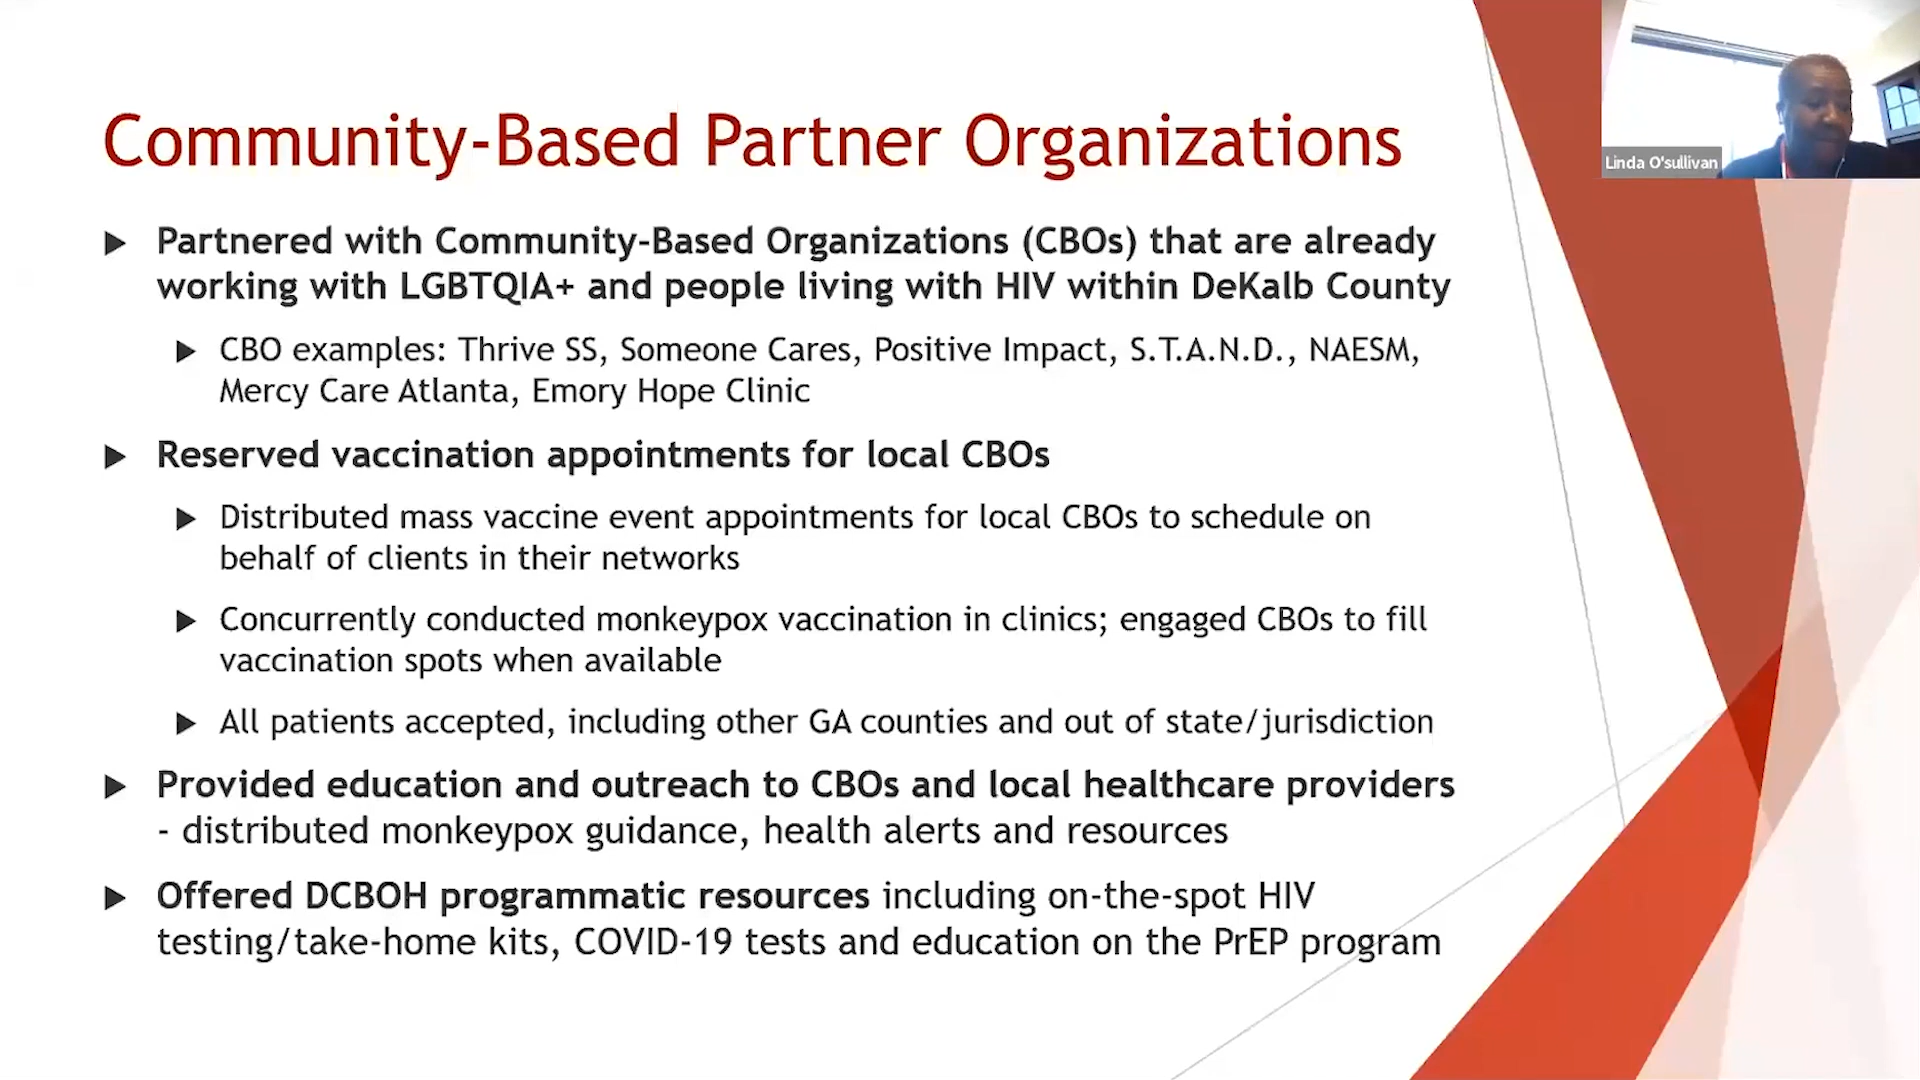 Community-Based Partner Organizations
Linda O'sullivan
Partnered with Community-Based Organizations (CBOs) that are already
working with LGBTQIA+ and people living with HIV within DeKalb County
CBO examples: Thrive SS, Someone Cares, Positive Impact, S.T.A.N.D., NAESM,
Mercy Care Atlanta, Emory Hope Clinic
Reserved vaccination appointments for local CBOs
Distributed mass vaccine event appointments for local CBOs to schedule on
behalf of clients in their networks
Concurrently conducted monkeypox vaccination in clinics; engaged CBOs to fill
vaccination spots when available
All patients accepted, including other GA counties and out of state/jurisdiction
Provided education and outreach to CBOs and local healthcare providers
- distributed monkeypox guidance, health alerts and resources
Offered DCBOH programmatic resources including on-the-spot HIV
testing/take-home kits, COVID-19 tests and education on the PrEP program